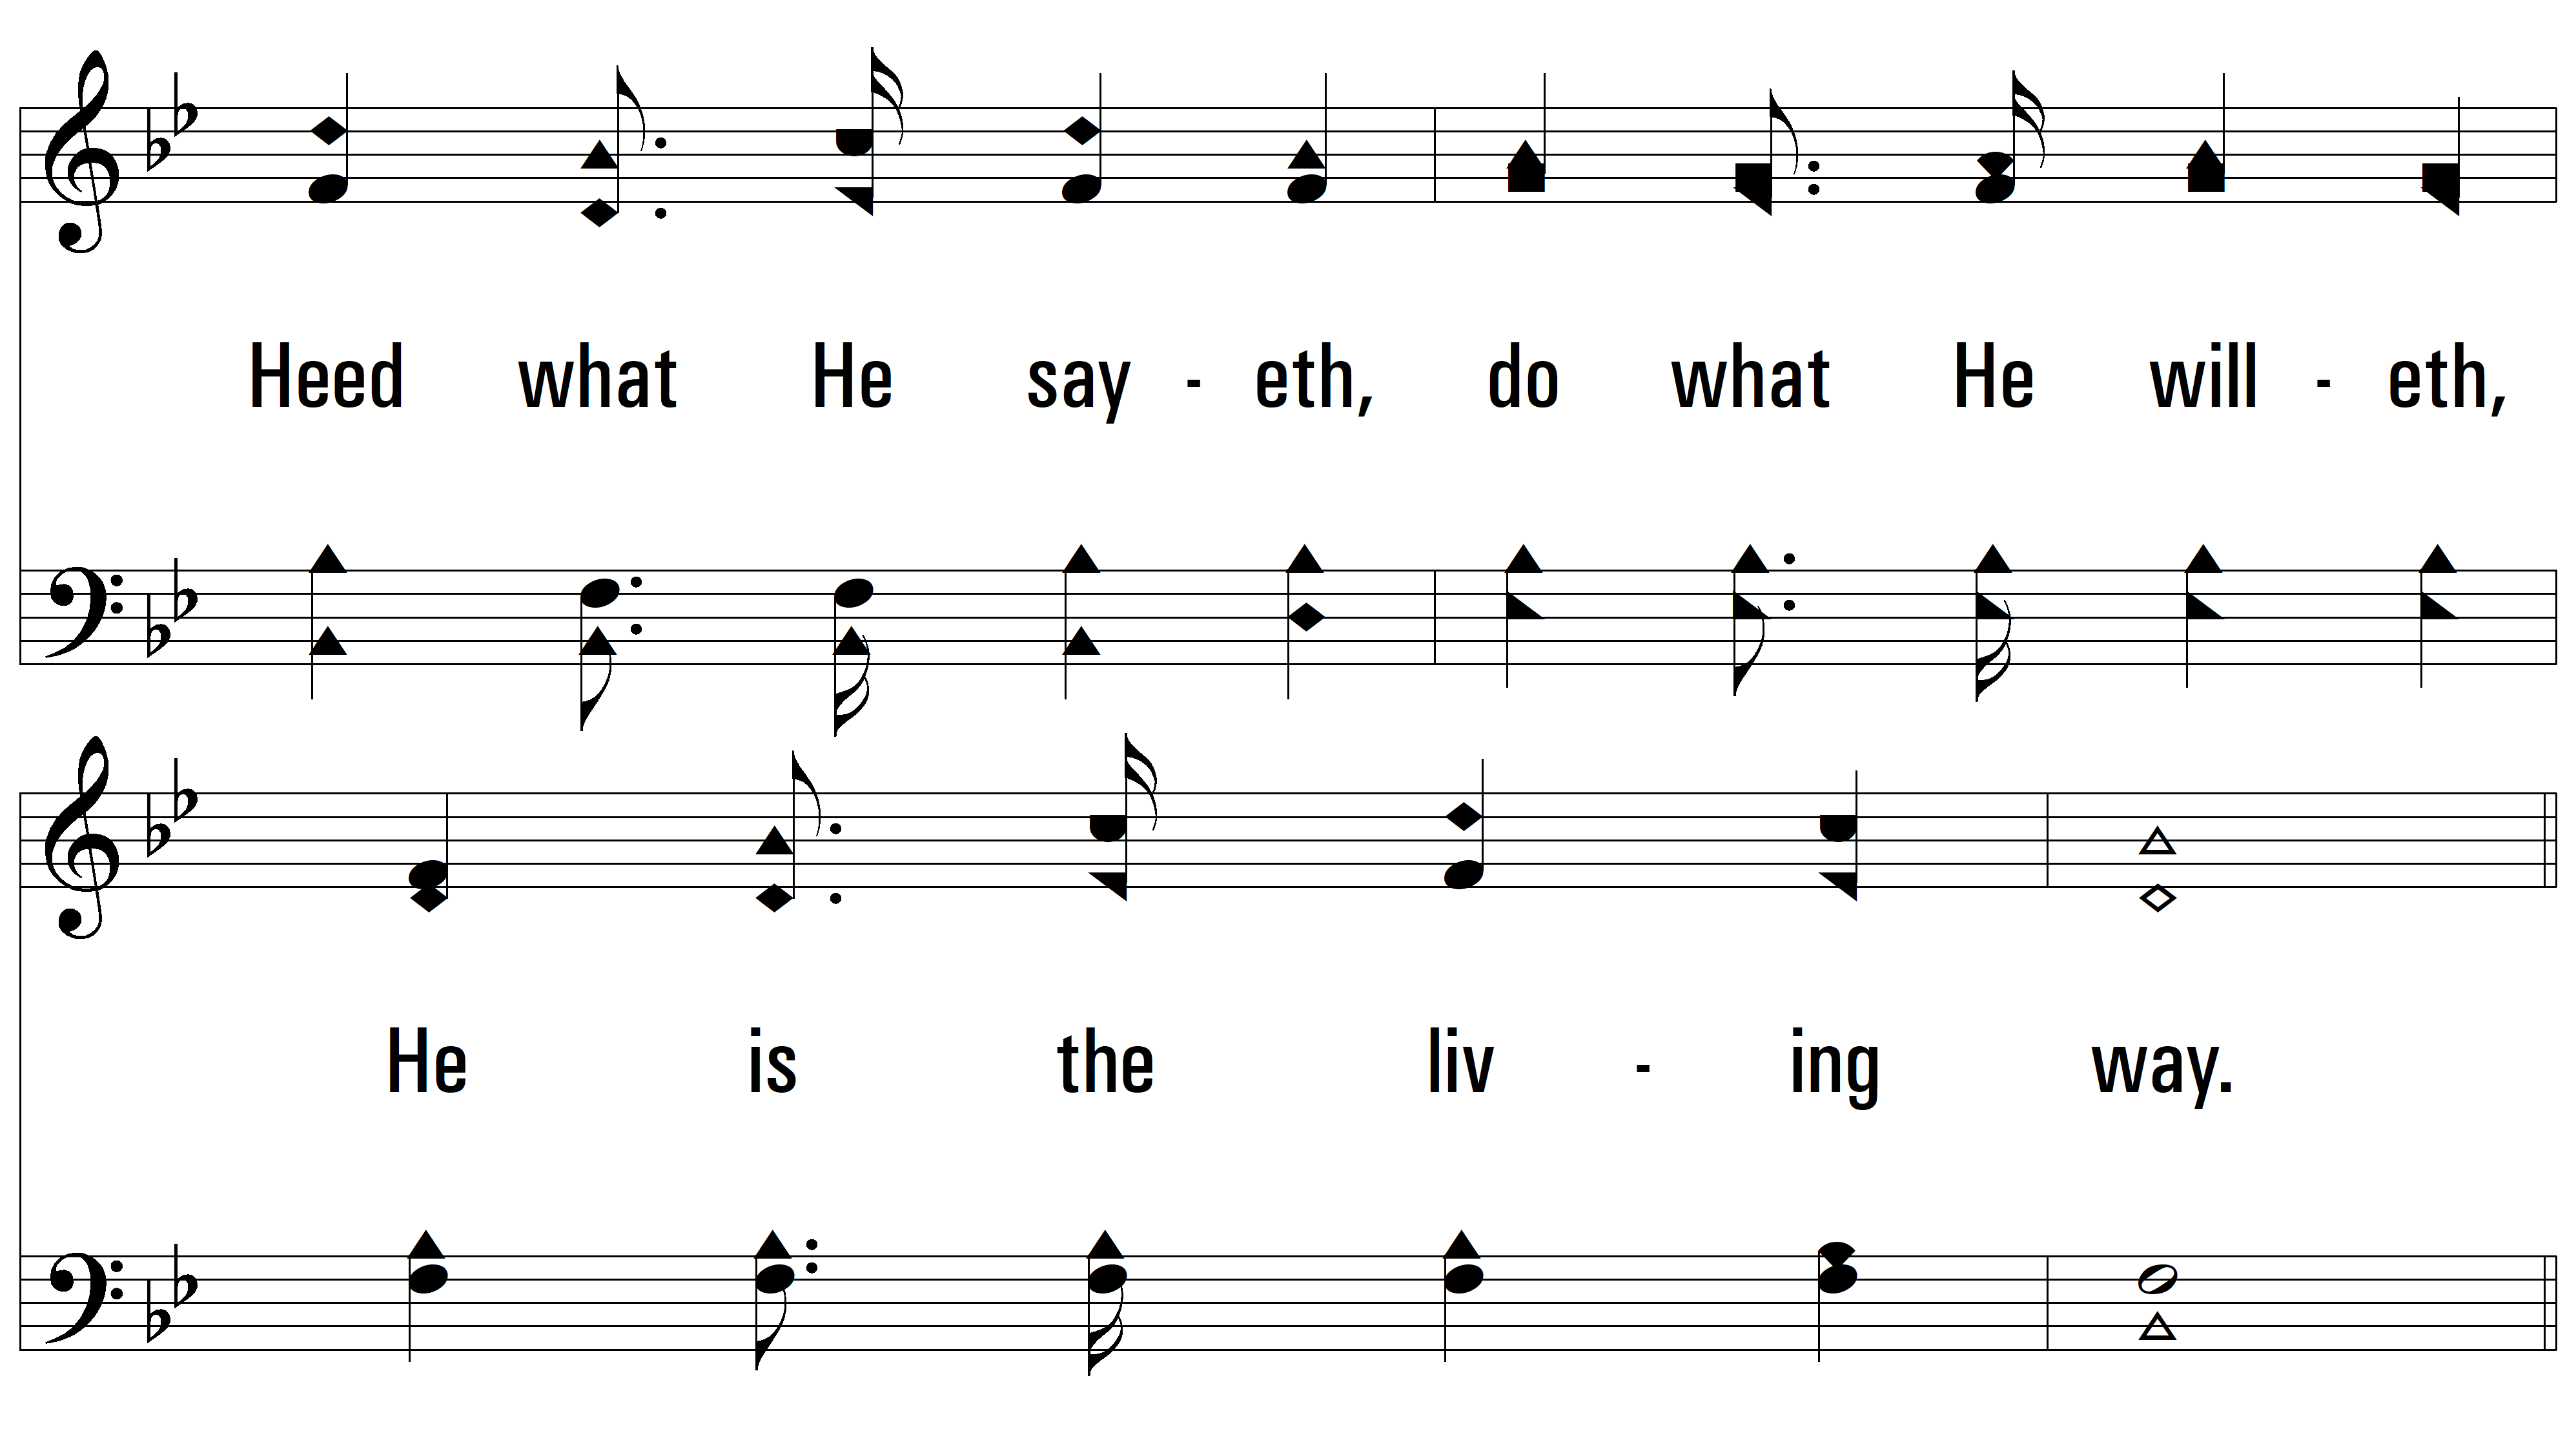 Heed what He say - eth, do what He will - eth,
He is the liv - ing way.